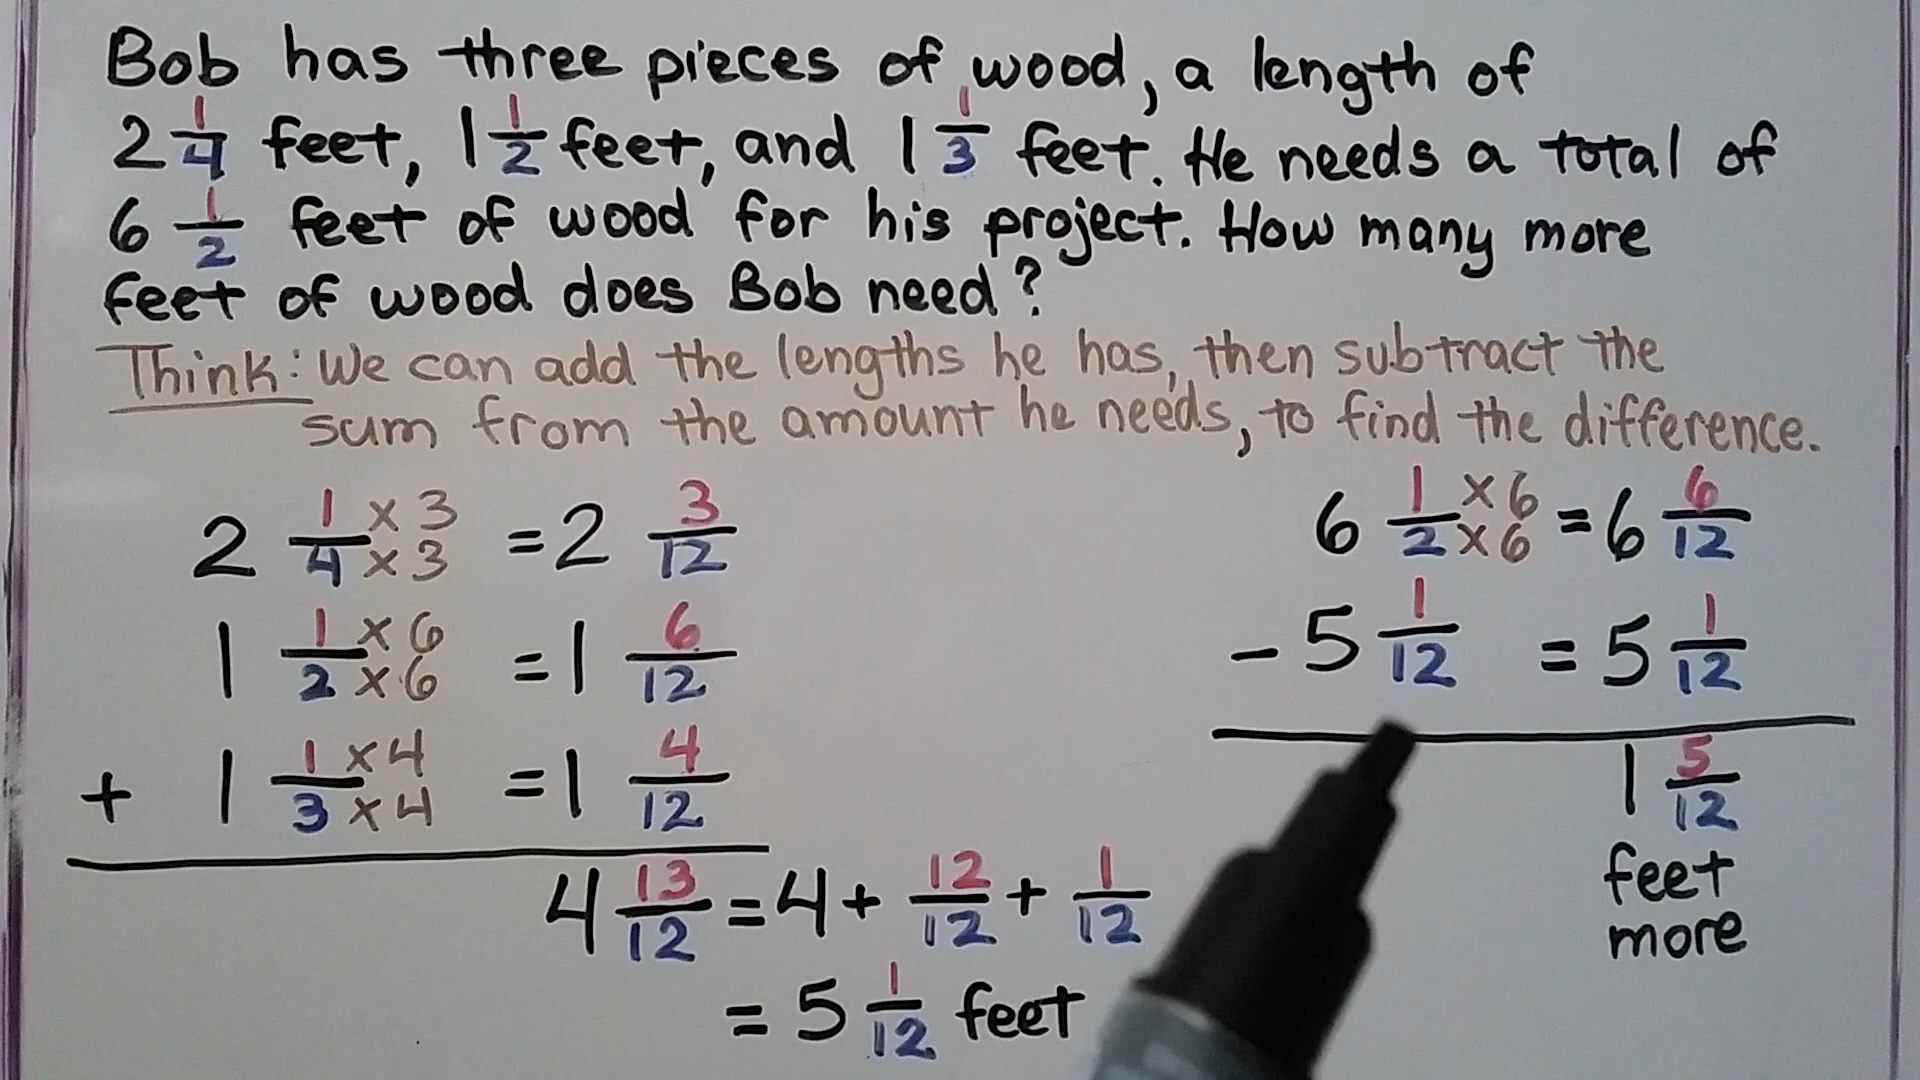 Bob has three pieces of wood, a length of
2 1/4 feet, 1 1/2 feet, and 1 1/3 feet. He needs a total of
6 1/2 feet of wood for his project. How many more
feet of wood does Bob need?
Think: We can add the lengths he has, then subtract the
sum from the amount he needs, to find the difference.
2 1/4 × 3 × 3 = 2 3/12
1 1/2 × 6 × 6 = 1 6/12
+ 1 1/3 × 4 × 4 = 1 4/12
4 13/12 = 4 + 12/12 + 1/12
= 5 1/12 feet
6 1/2 × 6 × 6 = 6 6/12
- 5 1/12 = 5 1/12
1 5/12
feet
more